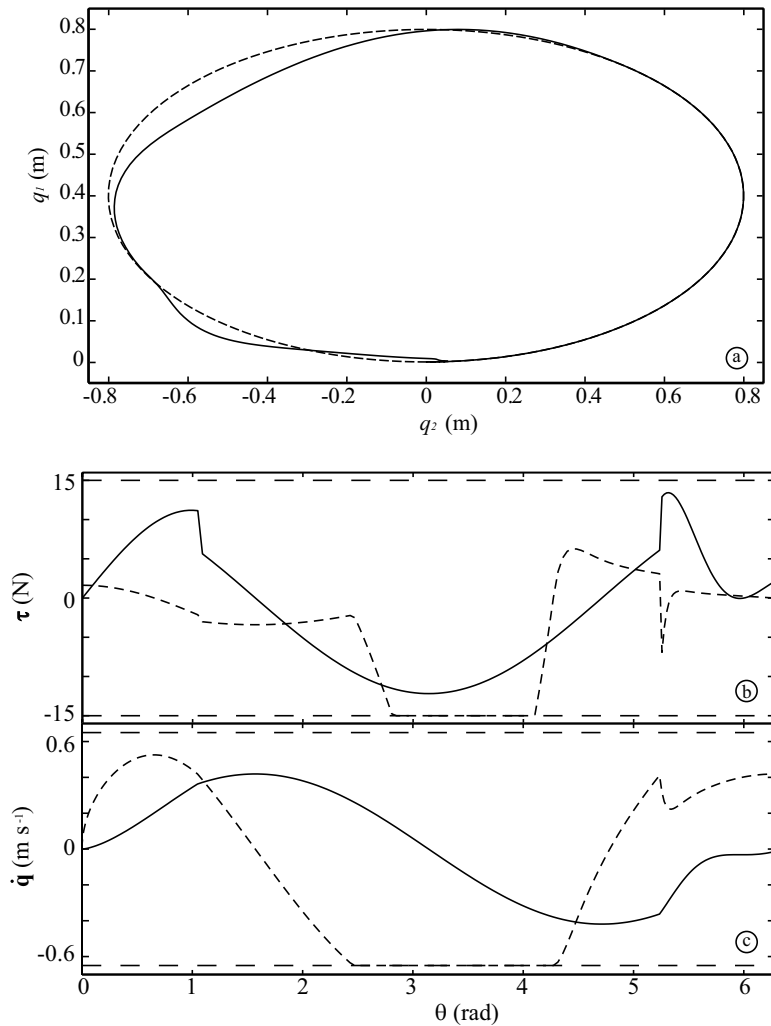 0.8
0.7
0.6
0.5
0.4
0.3
0.2
0.1
0
q₁ (m)
-0.8 -0.6 -0.4 -0.2 0 0.2 0.4 0.6 0.8
q₂ (m)
a
15
0
-15
τ (N)
b
0.6
0
-0.6
q̇ (m s⁻¹)
c
0 1 2 3 4 5 6
θ (rad)